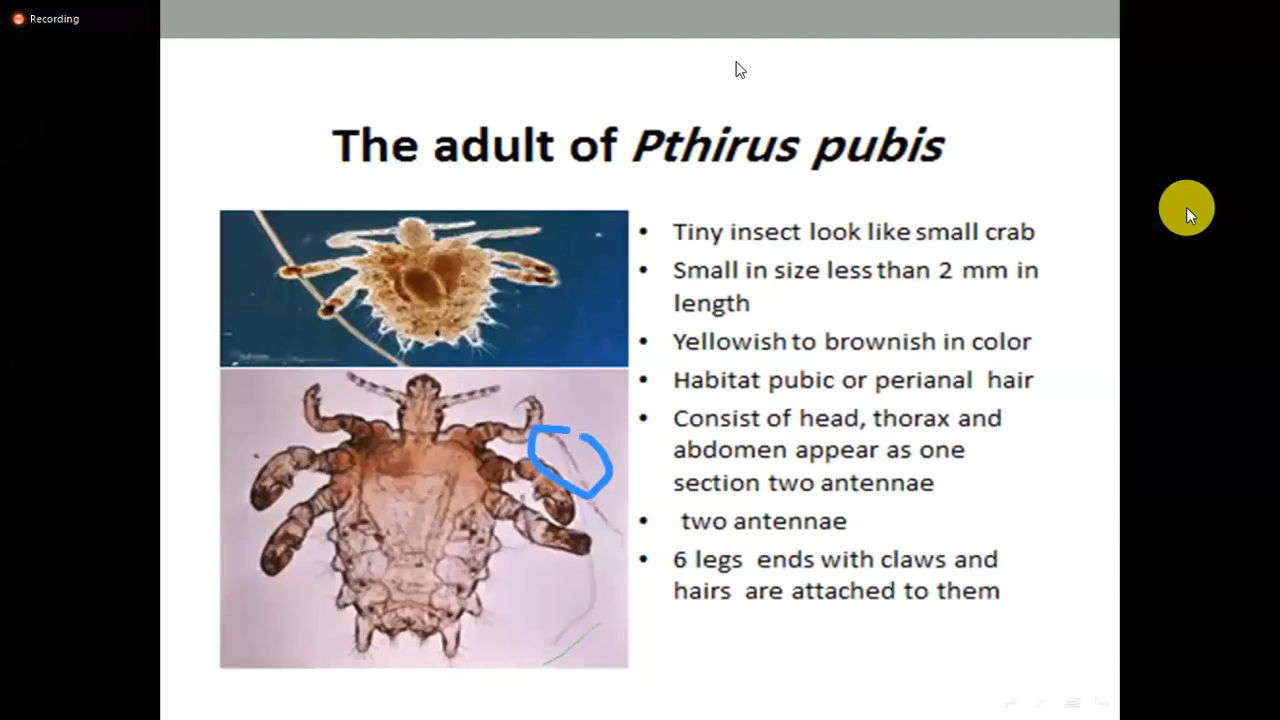 Recording
The adult of Pthirus pubis
• Tiny insect look like small crab
• Small in size less than 2 mm in
length
• Yellowish to brownish in color
• Habitat pubic or perianal hair
• Consist of head, thorax and
abdomen appear as one
section two antennae
• two antennae
• 6 legs ends with claws and
hairs are attached to them